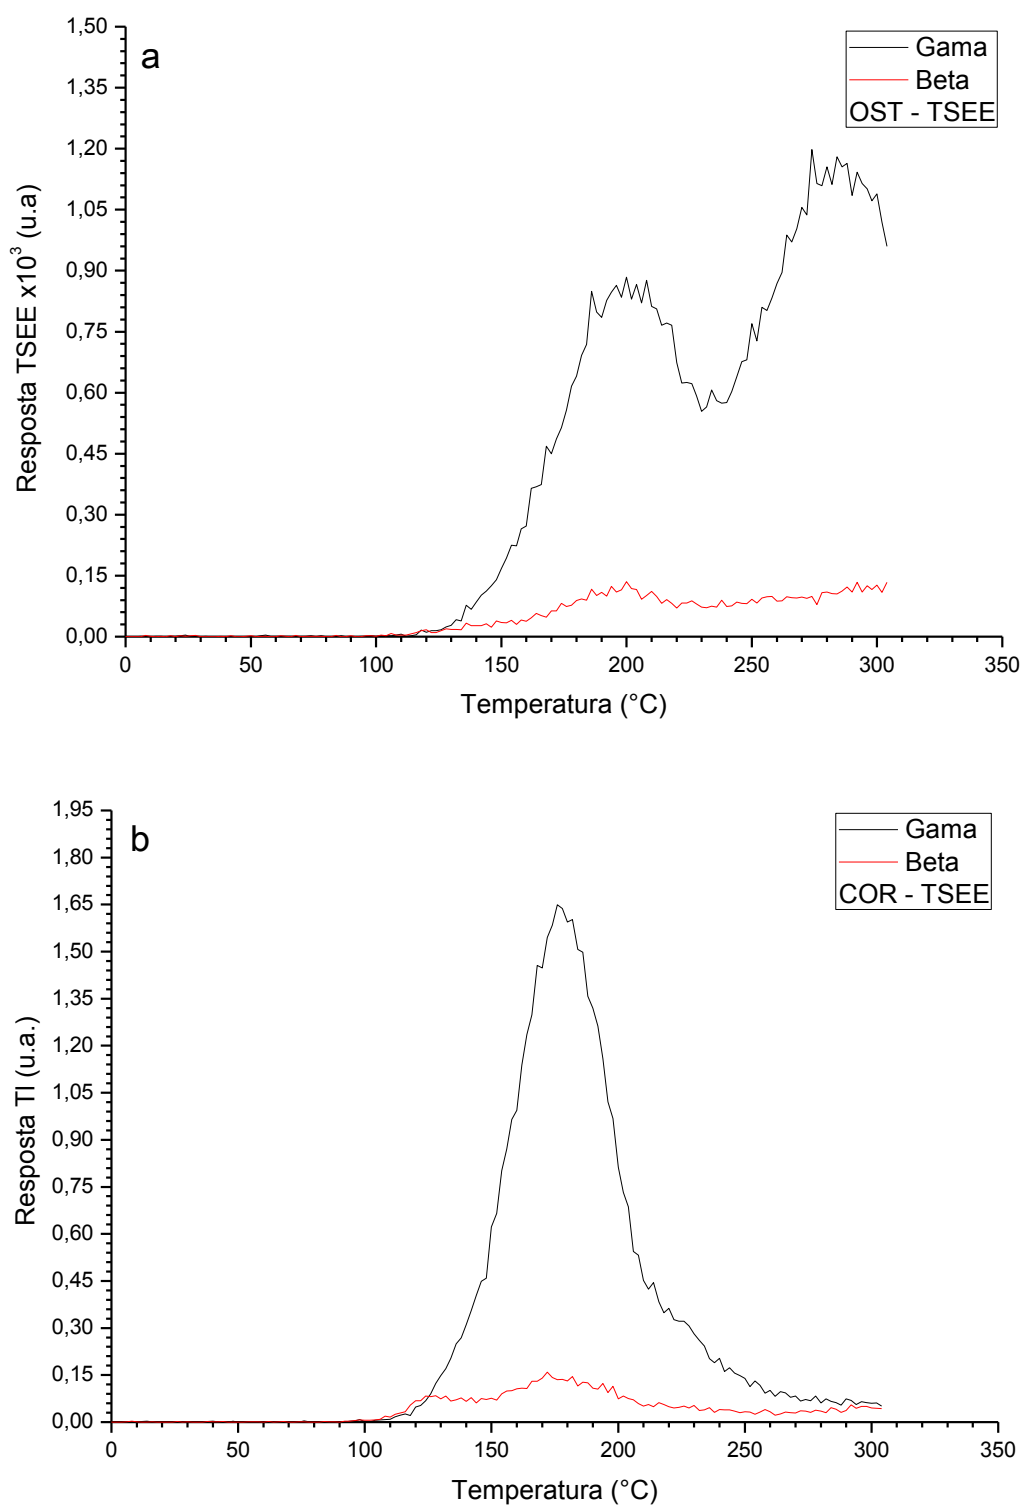 a
Gama
Beta
OST - TSEE
1,50
1,35
1,20
1,05
0,90
0,75
0,60
0,45
0,30
0,15
0,00
Resposta TSEE x10³ (u.a)
0 50 100 150 200 250 300 350
Temperatura (°C)
b
Gama
Beta
COR - TSEE
1,95
1,80
1,65
1,50
1,35
1,20
1,05
0,90
0,75
0,60
0,45
0,30
0,15
0,00
Resposta Tl (u.a.)
0 50 100 150 200 250 300 350
Temperatura (°C)